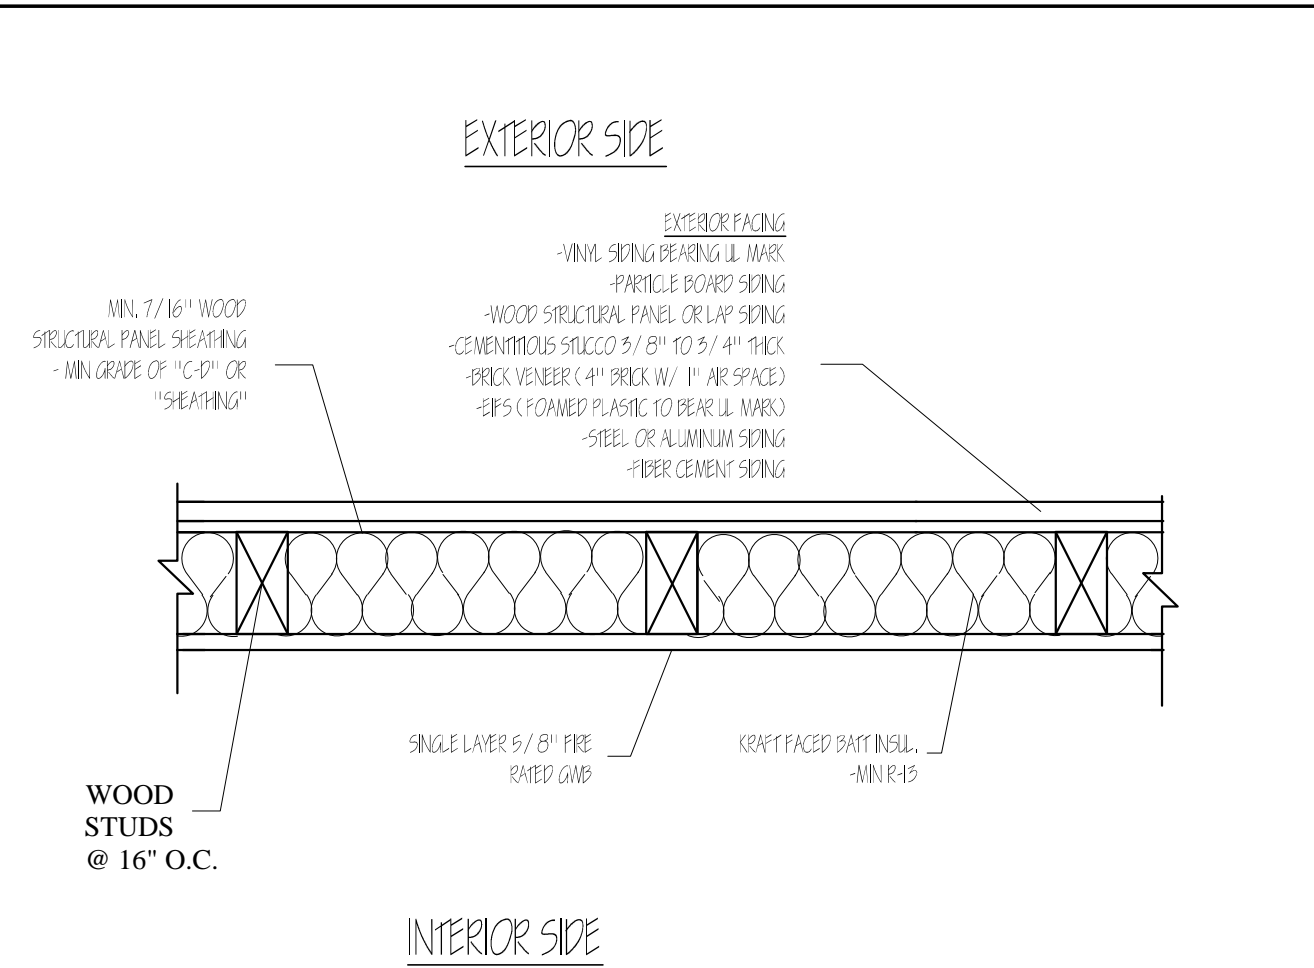 EXTERIOR SIDE
EXTERIOR FACING
-VINYL SIDING BEARING UL MARK
-PARTICLE BOARD SIDING
-WOOD STRUCTURAL PANEL OR LAP SIDING
-CEMENTITIOUS STUCCO 3/8" TO 3/4" THICK
-BRICK VENEER (4" BRICK W/ 1" AIR SPACE)
-EIFS (FOAMED PLASTIC TO BEAR UL MARK)
-STEEL OR ALUMINUM SIDING
-FIBER CEMENT SIDING
MIN. 7/16" WOOD
STRUCTURAL PANEL SHEATHING
- MIN GRADE OF "C-D" OR
"SHEATHING"
SINGLE LAYER 5/8" FIRE
RATED GWB
KRAFT FACED BATT INSUL.
-MIN R-13
WOOD
STUDS
@ 16" O.C.
INTERIOR SIDE